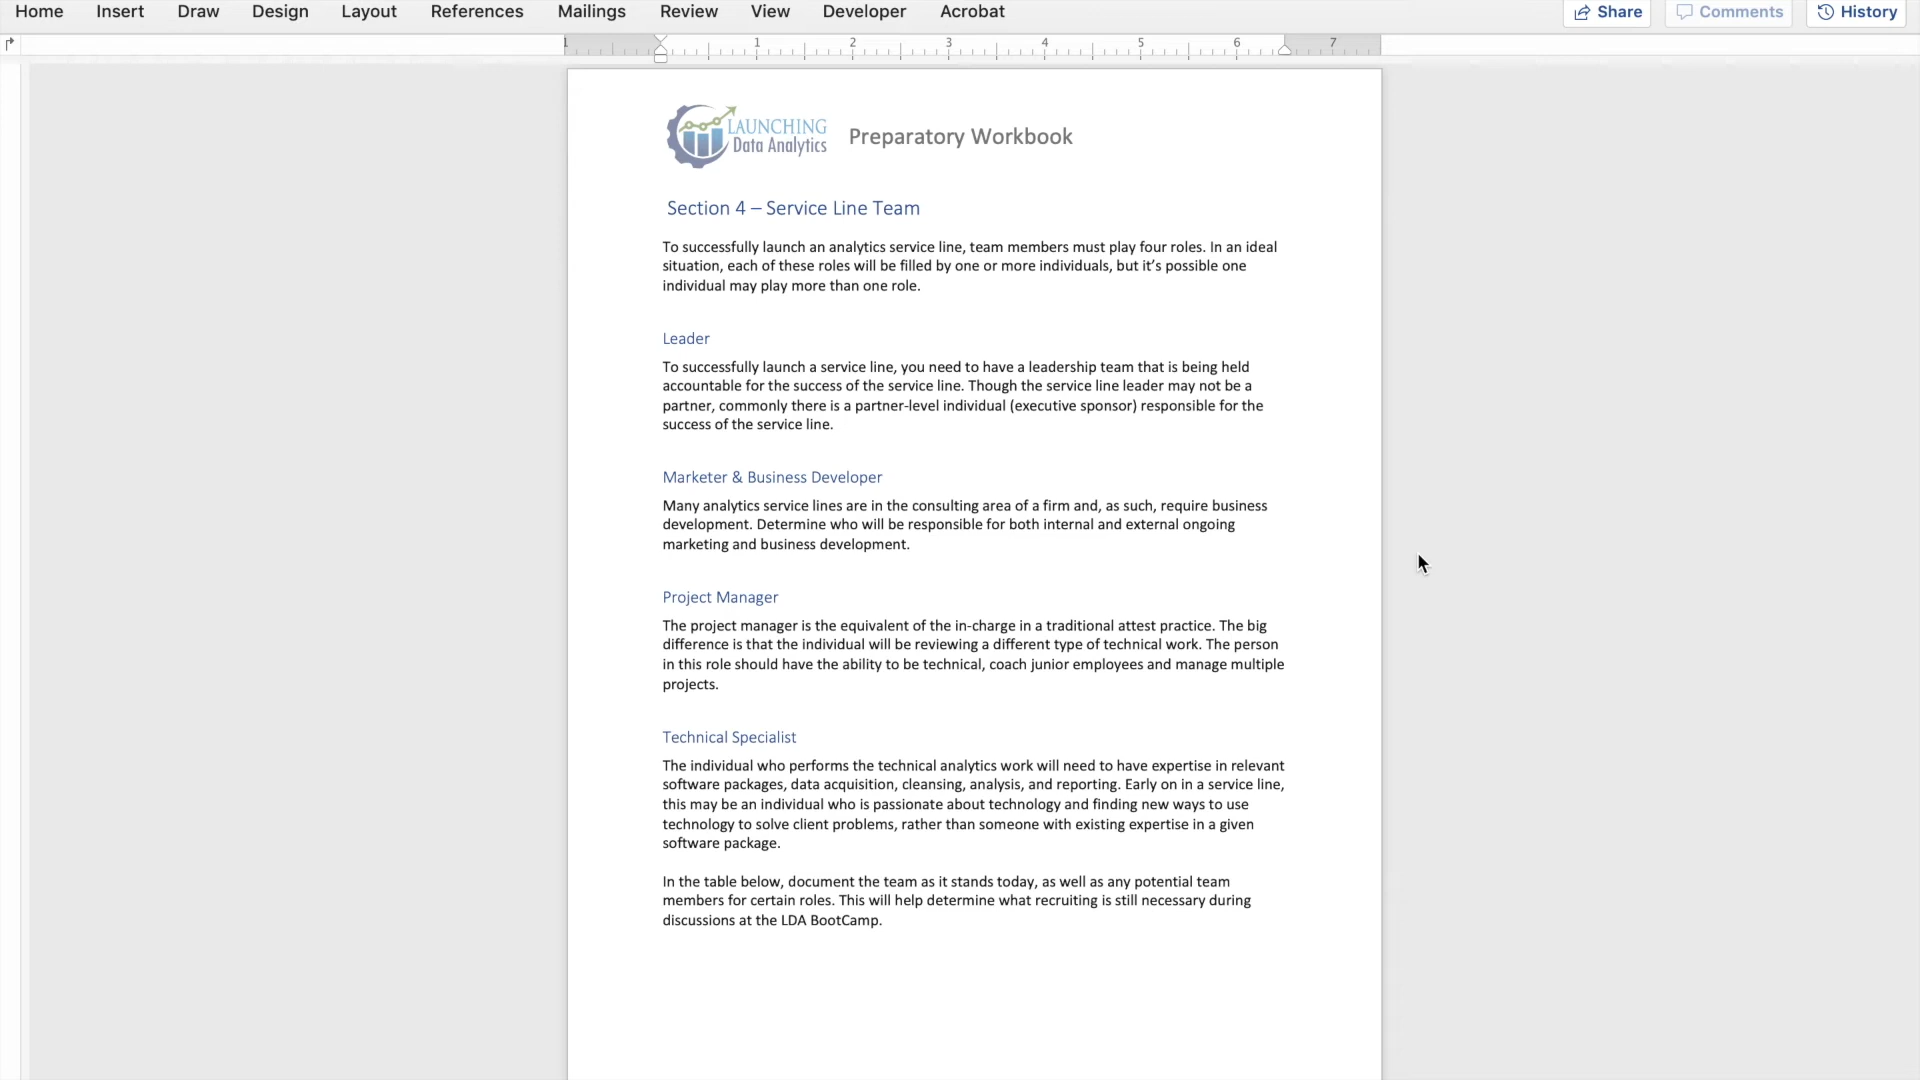 Home Insert Draw Design Layout References Mailings Review View Developer Acrobat Share Comments History
1 1 2 3 4 5 6 7
LAUNCHING
Data Analytics
Preparatory Workbook
Section 4 – Service Line Team
To successfully launch an analytics service line, team members must play four roles. In an ideal
situation, each of these roles will be filled by one or more individuals, but it’s possible one
individual may play more than one role.
Leader
To successfully launch a service line, you need to have a leadership team that is being held
accountable for the success of the service line. Though the service line leader may not be a
partner, commonly there is a partner-level individual (executive sponsor) responsible for the
success of the service line.
Marketer & Business Developer
Many analytics service lines are in the consulting area of a firm and, as such, require business
development. Determine who will be responsible for both internal and external ongoing
marketing and business development.
Project Manager
The project manager is the equivalent of the in-charge in a traditional attest practice. The big
difference is that the individual will be reviewing a different type of technical work. The person
in this role should have the ability to be technical, coach junior employees and manage multiple
projects.
Technical Specialist
The individual who performs the technical analytics work will need to have expertise in relevant
software packages, data acquisition, cleansing, analysis, and reporting. Early on in a service line,
this may be an individual who is passionate about technology and finding new ways to use
technology to solve client problems, rather than someone with existing expertise in a given
software package.
In the table below, document the team as it stands today, as well as any potential team
members for certain roles. This will help determine what recruiting is still necessary during
discussions at the LDA BootCamp.